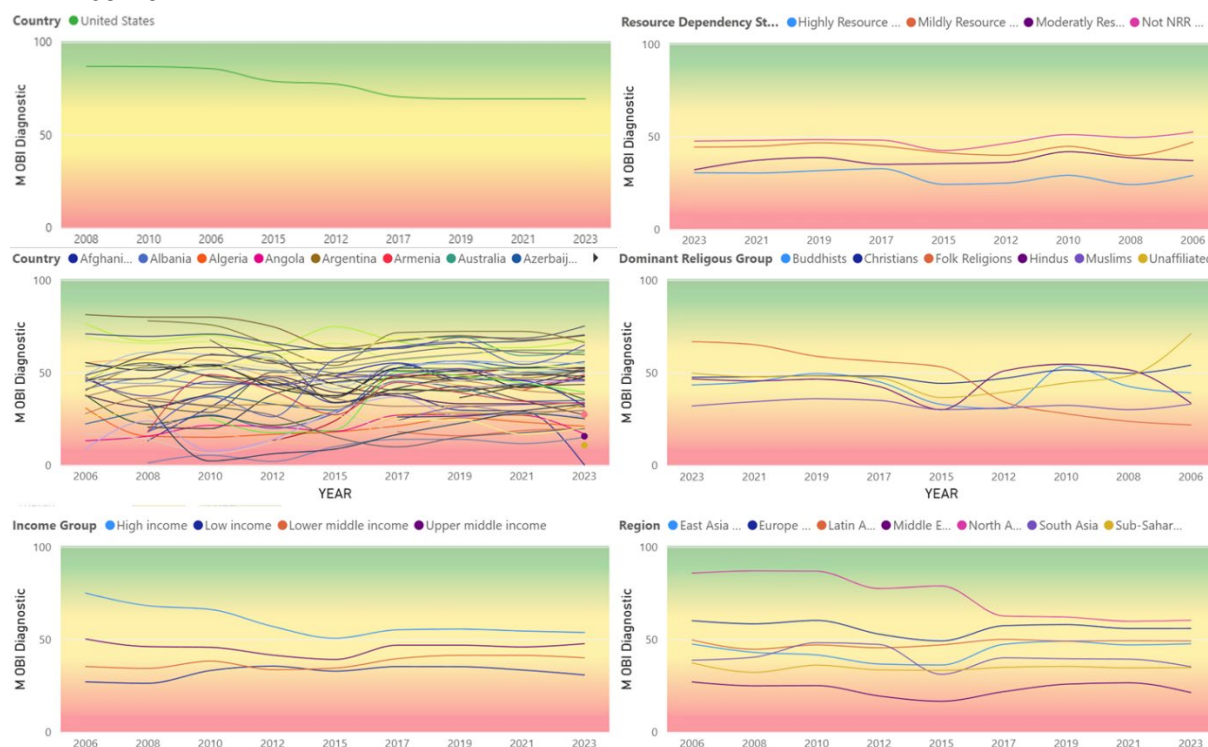 Country United States
100
M OBI Diagnostic
50
0
2008 2010 2006 2015 2012 2017 2019 2021 2023
Resource Dependency St... Highly Resource ... Mildly Resource ... Moderatly Res... Not NRR ...
100
M OBI Diagnostic
50
0
2023 2021 2019 2017 2015 2012 2010 2008 2006
Country Afghani... Albania Algeria Angola Argentina Armenia Australia Azerbaij...
100
M OBI Diagnostic
50
0
2006 2008 2010 2012 2015 2017 2019 2021 2023
YEAR
Dominant Religous Group Buddhists Christians Folk Religions Hindus Muslims Unaffiliated
100
M OBI Diagnostic
50
0
2023 2021 2019 2017 2015 2012 2010 2008 2006
YEAR
Income Group High income Low income Lower middle income Upper middle income
100
M OBI Diagnostic
50
0
2006 2008 2010 2012 2015 2017 2019 2021 2023
Region East Asia ... Europe ... Latin A... Middle E... North A... South Asia Sub-Sahar...
100
M OBI Diagnostic
50
0
2006 2008 2010 2012 2015 2017 2019 2021 2023